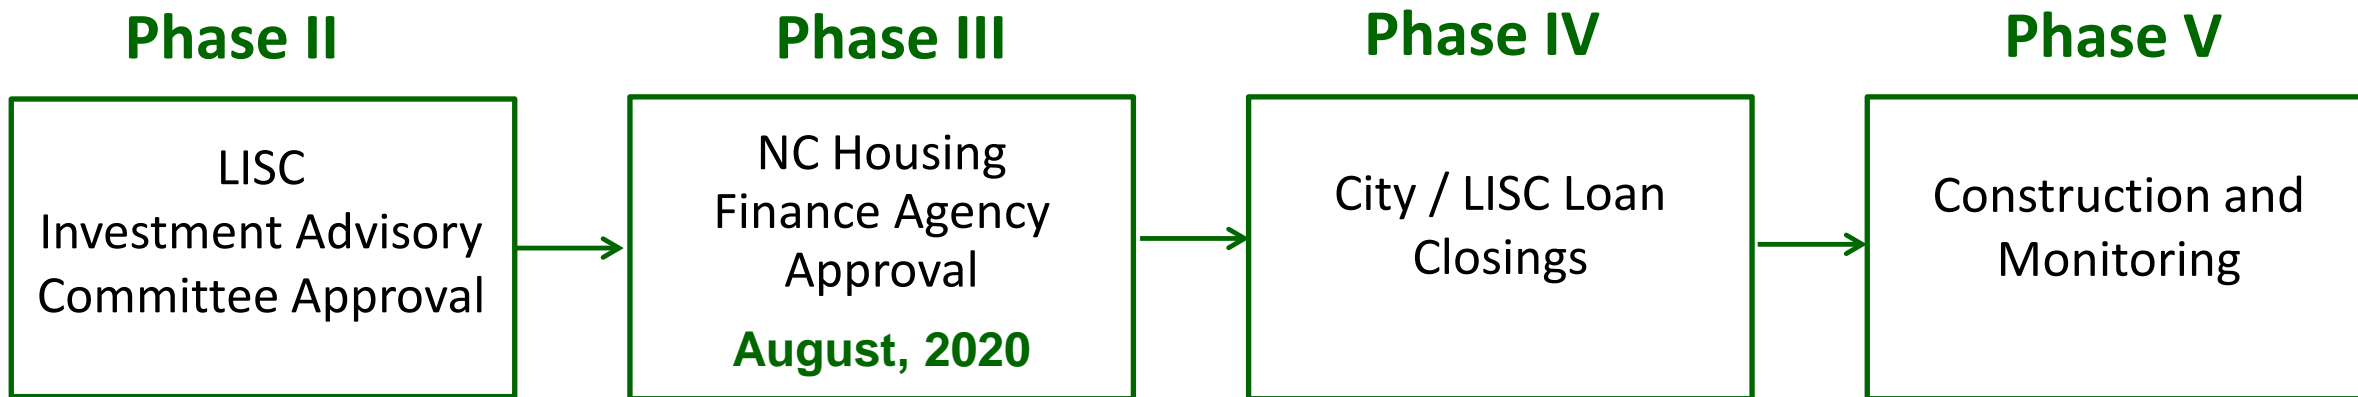 Phase II
LISC
Investment Advisory
Committee Approval
Phase III
NC Housing
Finance Agency
Approval
August, 2020
Phase IV
City / LISC Loan
Closings
Phase V
Construction and
Monitoring